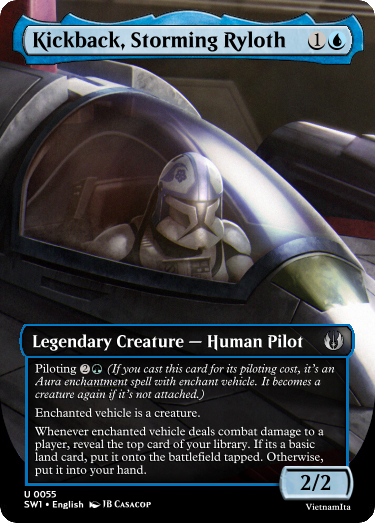 Kickback, Storming Ryloth 1
Legendary Creature — Human Pilot
Piloting 2 (If you cast this card for its piloting cost, it's an
Aura enchantment spell with enchant vehicle. It becomes a
creature again if it's not attached.)
Enchanted vehicle is a creature.
Whenever enchanted vehicle deals combat damage to a
player, reveal the top card of your library. If its a basic
land card, put it onto the battlefield tapped. Otherwise,
put it into your hand.
2/2
U 0055
SW1 • English JB Casacop
VietnamIta